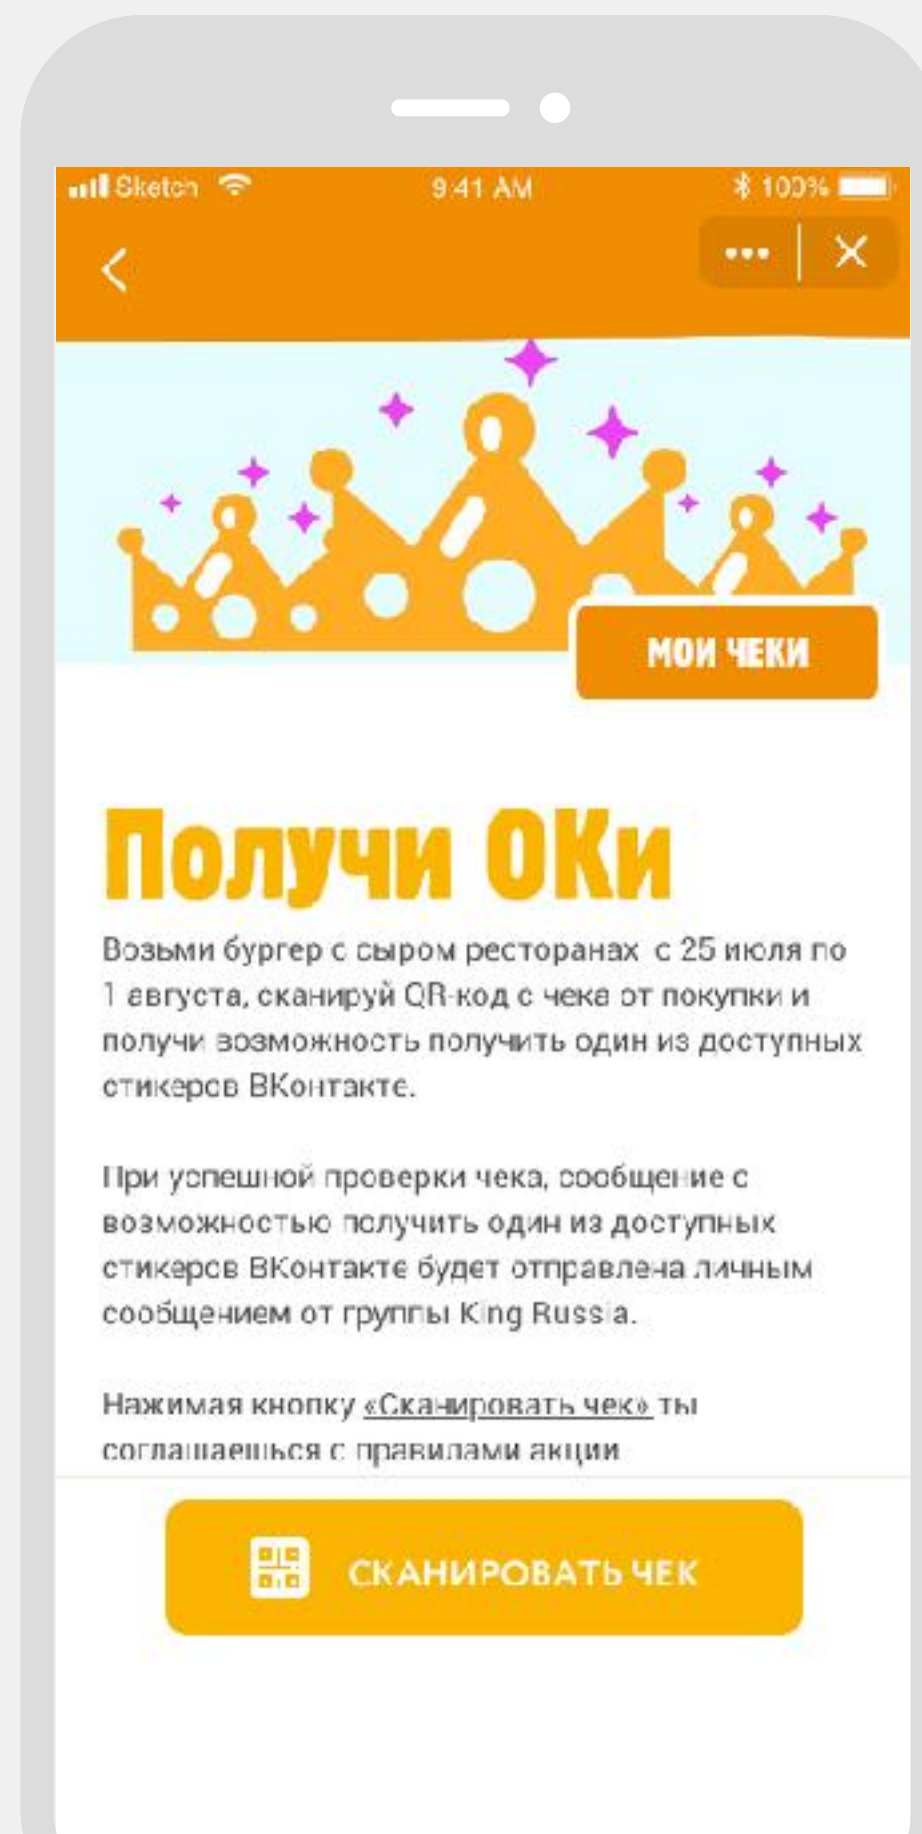 Sketch 9:41 AM 100%
МОИ ЧЕКИ
Получи ОКи
Возьми бургер с сыром ресторанах с 25 июля по
1 августа, сканируй QR-код с чека от покупки и
получи возможность получить один из доступных
стикеров ВКонтакте.
При успешной проверки чека, сообщение с
возможностью получить один из доступных
стикеров ВКонтакте будет отправлена личным
сообщением от группы King Russia.
Нажимая кнопку «Сканировать чек» ты
соглашаешься с правилами акции
СКАНИРОВАТЬ ЧЕК